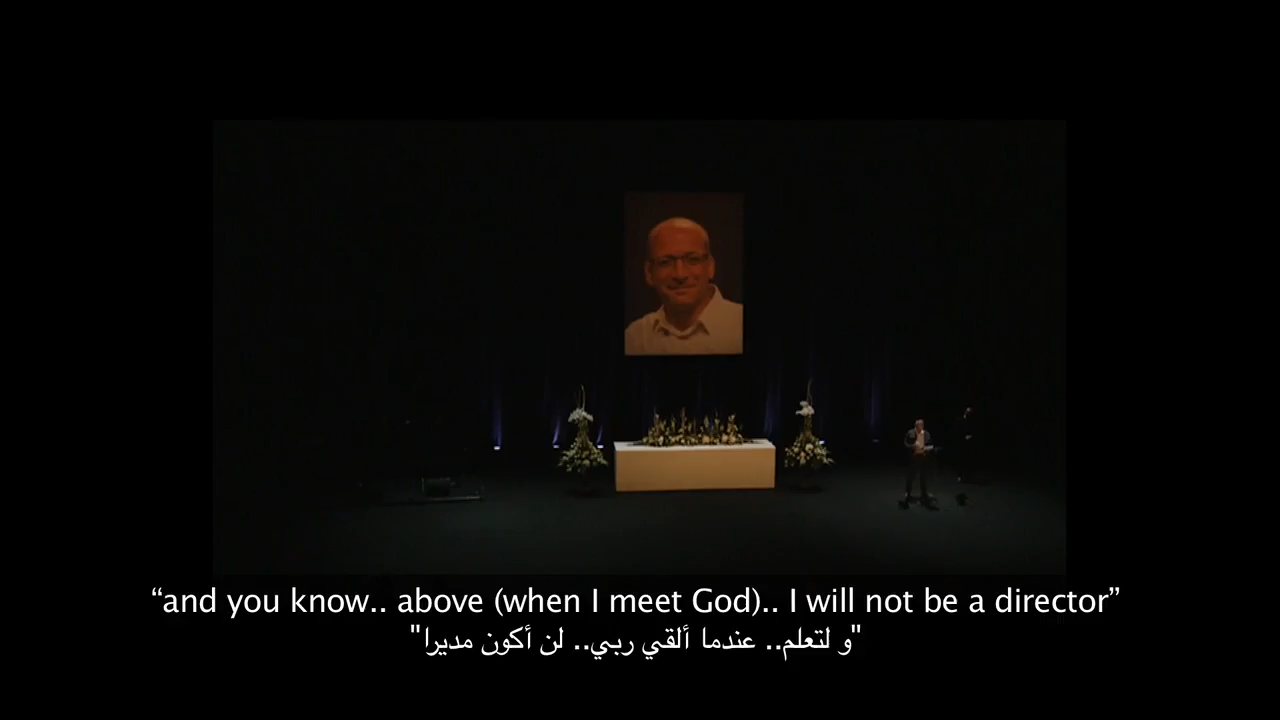 “and you know.. above (when I meet God).. I will not be a director”
"و لتعلم.. عندما ألقي ربي.. لن أكون مديرا"